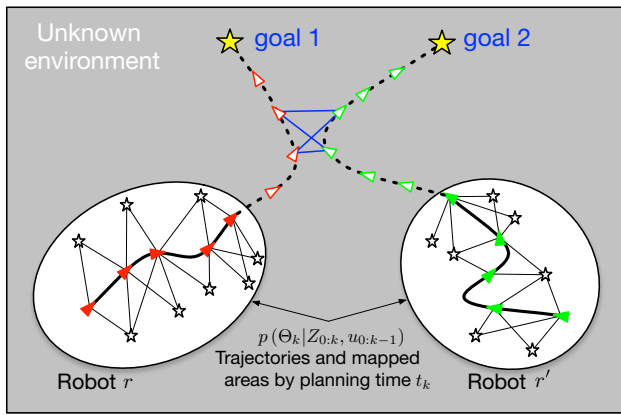 Unknown
environment
goal 1
goal 2
p (Θₖ|Z₀:ₖ, u₀:ₖ₋₁)
Trajectories and mapped
areas by planning time tₖ
Robot r
Robot r′